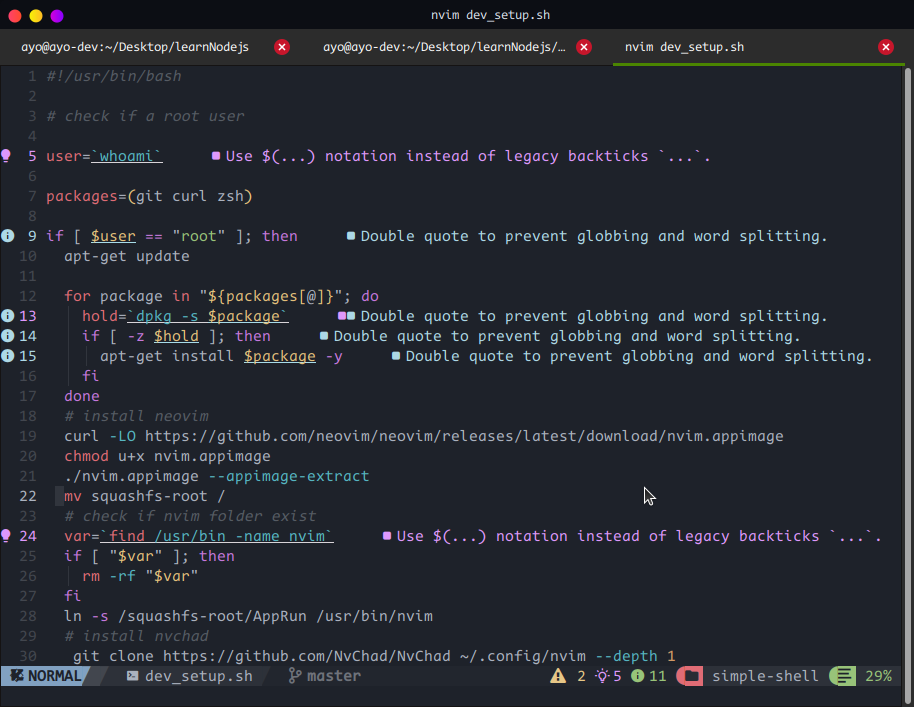 nvim dev_setup.sh
ayo@ayo-dev:~/Desktop/learnNodejs ayo@ayo-dev:~/Desktop/learnNodejs/... nvim dev_setup.sh
1 #!/usr/bin/bash
2
3 # check if a root user
4
5 user=`whoami` Use $(...) notation instead of legacy backticks `...`.
6
7 packages=(git curl zsh)
8
9 if [ $user == "root" ]; then Double quote to prevent globbing and word splitting.
10 apt-get update
11
12 for package in "${packages[@]}"; do
13 hold=`dpkg -s $package` Double quote to prevent globbing and word splitting.
14 if [ -z $hold ]; then Double quote to prevent globbing and word splitting.
15 apt-get install $package -y Double quote to prevent globbing and word splitting.
16 fi
17 done
18 # install neovim
19 curl -LO https://github.com/neovim/neovim/releases/latest/download/nvim.appimage
20 chmod u+x nvim.appimage
21 ./nvim.appimage --appimage-extract
22 mv squashfs-root /
23 # check if nvim folder exist
24 var=`find /usr/bin -name nvim` Use $(...) notation instead of legacy backticks `...`.
25 if [ "$var" ]; then
26 rm -rf "$var"
27 fi
28 ln -s /squashfs-root/AppRun /usr/bin/nvim
29 # install nvchad
30 git clone https://github.com/NvChad/NvChad ~/.config/nvim --depth 1
NORMAL dev_setup.sh master 2 5 11 simple-shell 29%